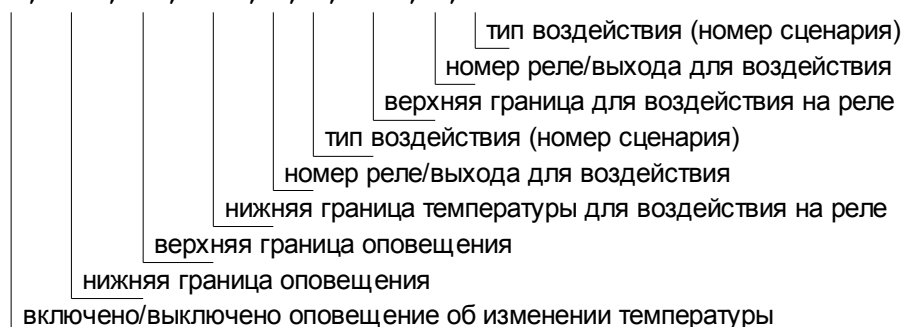 тип воздействия (номер сценария)
номер реле/выхода для воздействия
верхняя граница для воздействия на реле
тип воздействия (номер сценария)
номер реле/выхода для воздействия
нижняя граница температуры для воздействия на реле
верхняя граница оповещения
нижняя граница оповещения
включено/выключено оповещение об изменении температуры